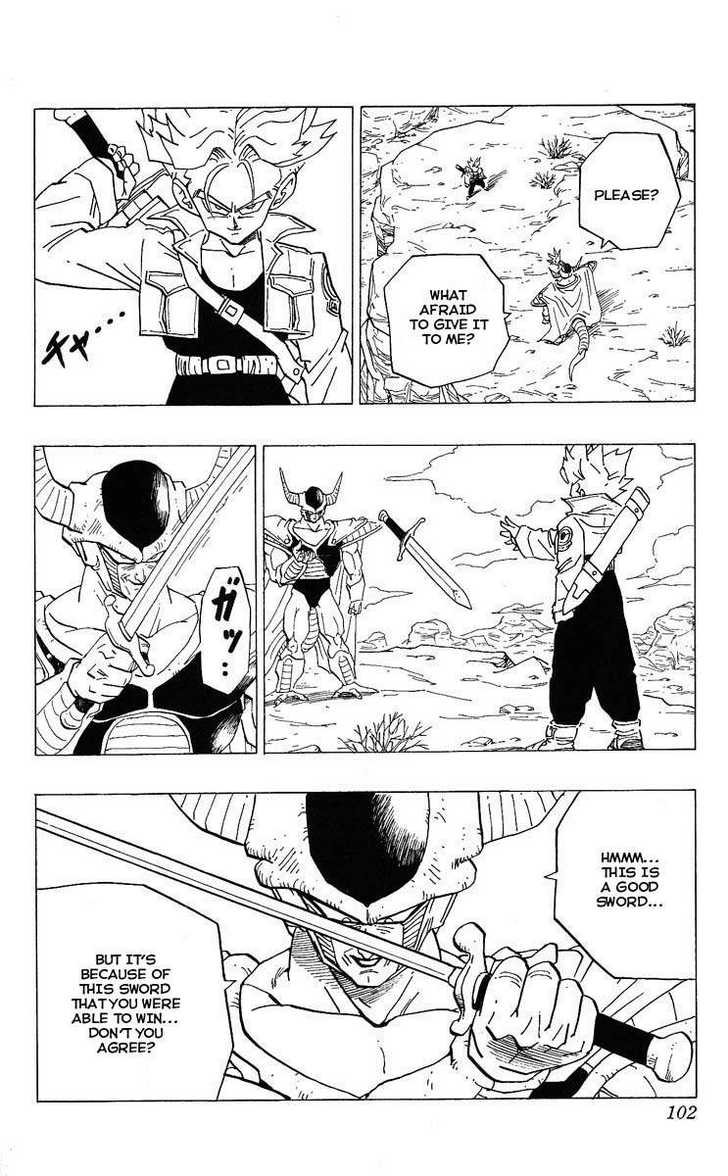 PLEASE?
WHAT
AFRAID
TO GIVE IT
TO ME?
チャ...
ガッ:
HMMM...
THIS IS
A GOOD
SWORD...
BUT IT'S
BECAUSE OF
THIS SWORD
THAT YOU WERE
ABLE TO WIN...
DON'T YOU
AGREE?
102